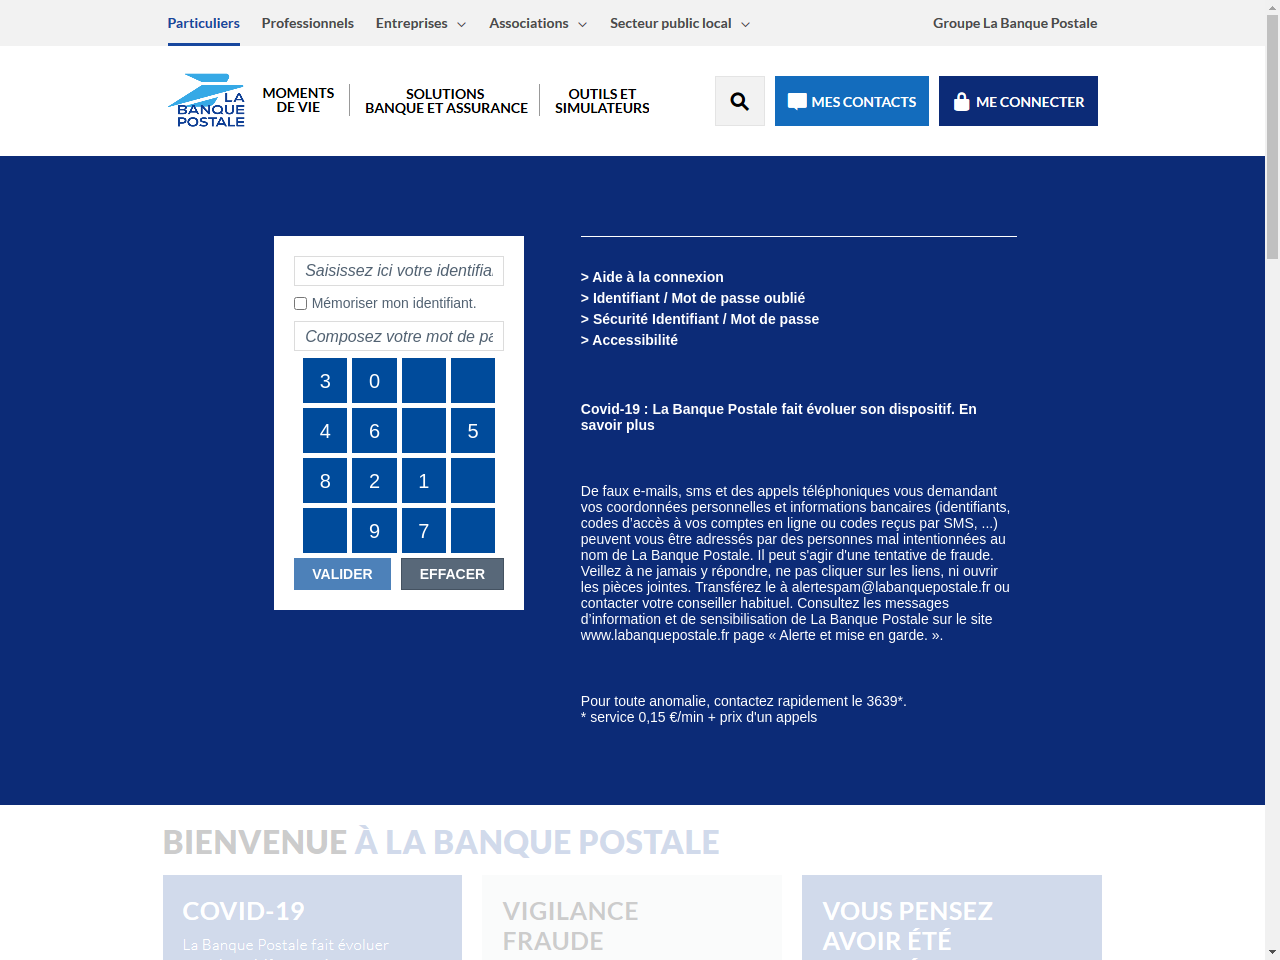 Particuliers
Professionnels
Entreprises
Associations
Secteur public local
Groupe La Banque Postale
LA
BANQUE
POSTALE
MOMENTS
DE VIE
SOLUTIONS
BANQUE ET ASSURANCE
OUTILS ET
SIMULATEURS
MES CONTACTS
ME CONNECTER
Saisissez ici votre identifia
Mémoriser mon identifiant.
Composez votre mot de pa
3 0
4 6 5
8 2 1
9 7
VALIDER
EFFACER
> Aide à la connexion
> Identifiant / Mot de passe oublié
> Sécurité Identifiant / Mot de passe
> Accessibilité
Covid-19 : La Banque Postale fait évoluer son dispositif. En
savoir plus
De faux e-mails, sms et des appels téléphoniques vous demandant
vos coordonnées personnelles et informations bancaires (identifiants,
codes d’accès à vos comptes en ligne ou codes reçus par SMS, ...)
peuvent vous être adressés par des personnes mal intentionnées au
nom de La Banque Postale. Il peut s'agir d'une tentative de fraude.
Veillez à ne jamais y répondre, ne pas cliquer sur les liens, ni ouvrir
les pièces jointes. Transférez le à alertespam@labanquepostale.fr ou
contacter votre conseiller habituel. Consultez les messages
d’information et de sensibilisation de La Banque Postale sur le site
www.labanquepostale.fr page « Alerte et mise en garde. ».
Pour toute anomalie, contactez rapidement le 3639*.
* service 0,15 €/min + prix d'un appels
BIENVENUE À LA BANQUE POSTALE
COVID-19
La Banque Postale fait évoluer
VIGILANCE
FRAUDE
VOUS PENSEZ
AVOIR ÉTÉ